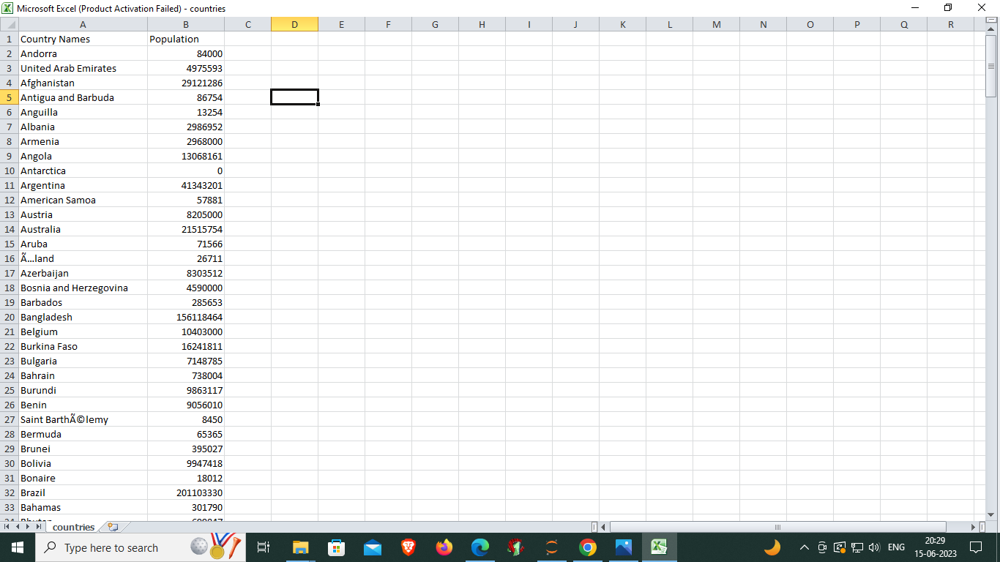 Microsoft Excel (Product Activation Failed) - countries
A B C D E F G H I J K L M N O P Q R
1 Country Names Population
2 Andorra 84000
3 United Arab Emirates 4975593
4 Afghanistan 29121286
5 Antigua and Barbuda 86754
6 Anguilla 13254
7 Albania 2986952
8 Armenia 2968000
9 Angola 13068161
10 Antarctica 0
11 Argentina 41343201
12 American Samoa 57881
13 Austria 8205000
14 Australia 21515754
15 Aruba 71566
16 Ã…land 26711
17 Azerbaijan 8303512
18 Bosnia and Herzegovina 4590000
19 Barbados 285653
20 Bangladesh 156118464
21 Belgium 10403000
22 Burkina Faso 16241811
23 Bulgaria 7148785
24 Bahrain 738004
25 Burundi 9863117
26 Benin 9056010
27 Saint BarthÃ©lemy 8450
28 Bermuda 65365
29 Brunei 395027
30 Bolivia 9947418
31 Bonaire 18012
32 Brazil 201103330
33 Bahamas 301790
countries
Type here to search
ENG
20:29
15-06-2023